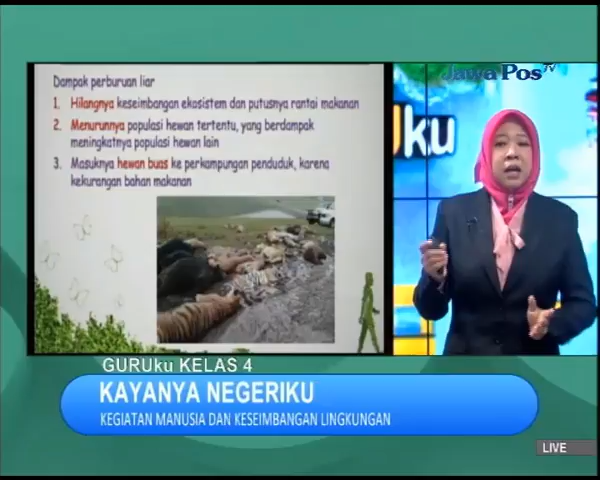 JawaPos TV
Dampak perburuan liar
1. Hilangnya keseimbangan ekosistem dan putusnya rantai makanan
2. Menurunnya populasi hewan tertentu, yang berdampak
meningkatnya populasi hewan lain
3. Masuknya hewan buas ke perkampungan penduduk, karena
kekurangan bahan makanan
Uku
GURUku KELAS 4
KAYANYA NEGERIKU
KEGIATAN MANUSIA DAN KESEIMBANGAN LINGKUNGAN
LIVE